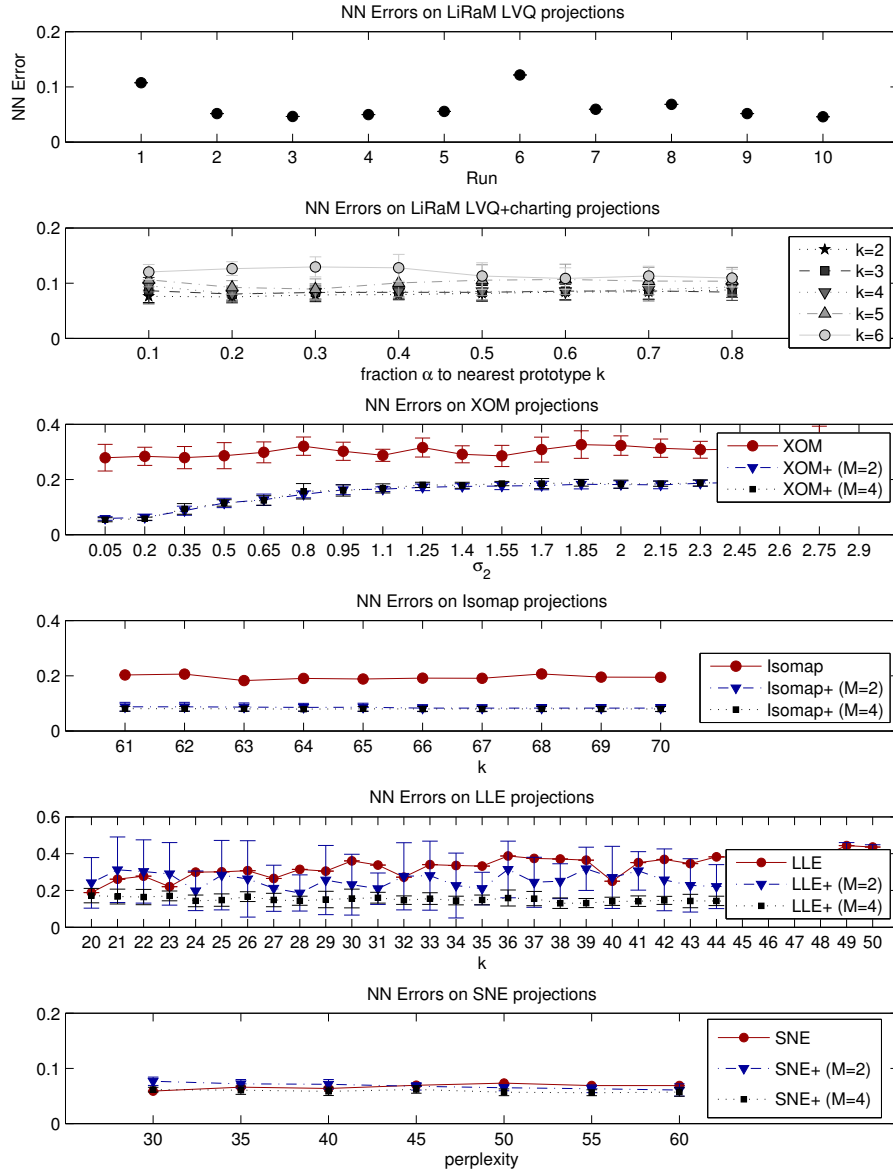 NN Errors on LiRaM LVQ projections
0.2
0.1
0
NN Error
1 2 3 4 5 6 7 8 9 10
Run
NN Errors on LiRaM LVQ+charting projections
0.2
0.1
0
k=2
k=3
k=4
k=5
k=6
0.1 0.2 0.3 0.4 0.5 0.6 0.7 0.8
fraction α to nearest prototype k
NN Errors on XOM projections
0.4
0.2
0
XOM
XOM+ (M=2)
XOM+ (M=4)
0.05 0.2 0.35 0.5 0.65 0.8 0.95 1.1 1.25 1.4 1.55 1.7 1.85 2 2.15 2.3 2.45 2.6 2.75 2.9
σ2
NN Errors on Isomap projections
0.4
0.2
0
Isomap
Isomap+ (M=2)
Isomap+ (M=4)
61 62 63 64 65 66 67 68 69 70
k
NN Errors on LLE projections
0.6
0.4
0.2
0
LLE
LLE+ (M=2)
LLE+ (M=4)
20 21 22 23 24 25 26 27 28 29 30 31 32 33 34 35 36 37 38 39 40 41 42 43 44 45 46 47 48 49 50
k
NN Errors on SNE projections
0.2
0.1
0
SNE
SNE+ (M=2)
SNE+ (M=4)
30 35 40 45 50 55 60
perplexity